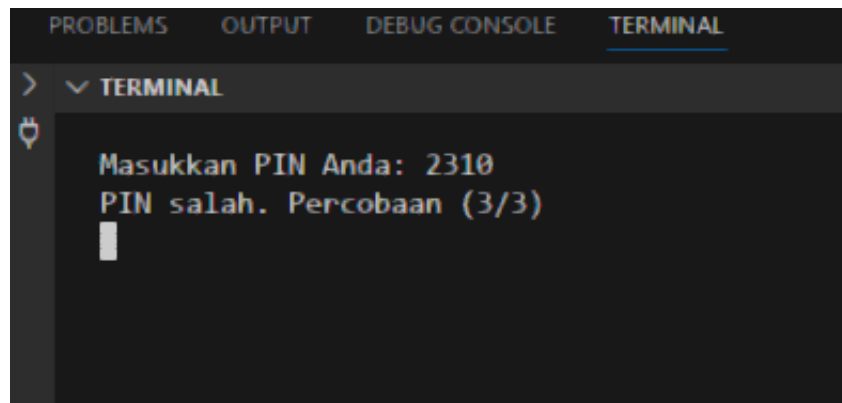 PROBLEMS OUTPUT DEBUG CONSOLE TERMINAL
TERMINAL
Masukkan PIN Anda: 2310
PIN salah. Percobaan (3/3)